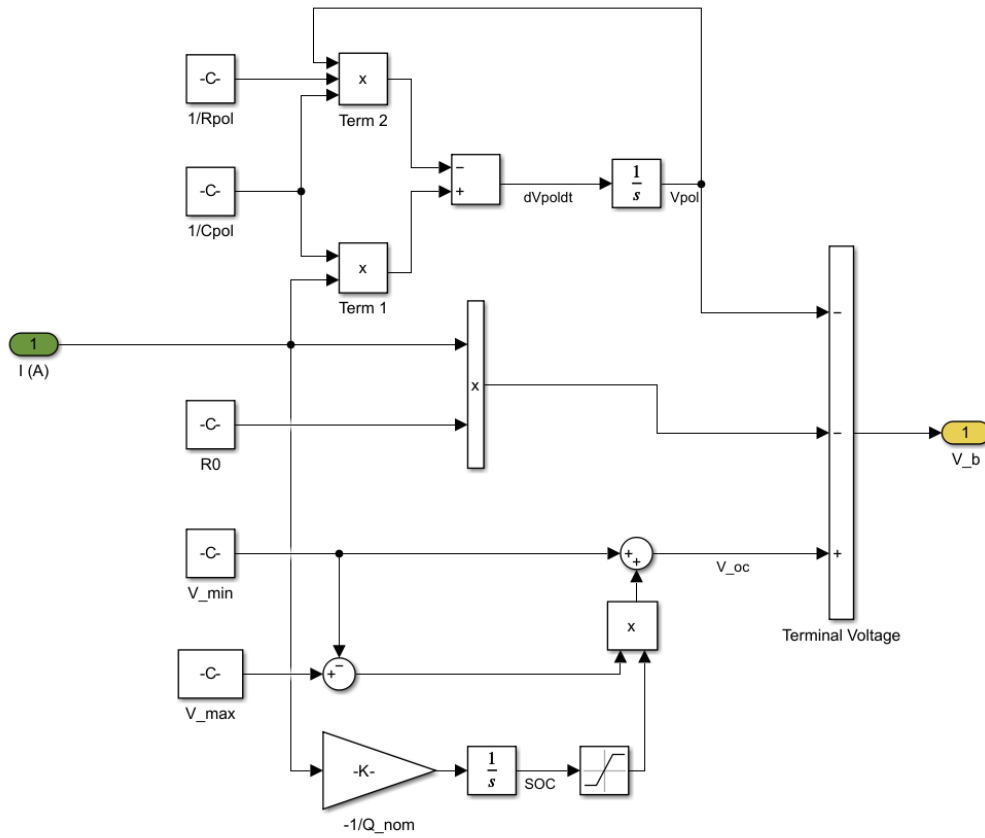 -C-
1/Rpol
x
Term 2
-C-
1/Cpol
−
+
dVpoldt
1
s
Vpol
x
Term 1
1
I (A)
x
-C-
R0
−
−
+
Terminal Voltage
1
V_b
-C-
V_min
+
+
V_oc
x
-C-
V_max
+
−
-K-
-1/Q_nom
1
s
SOC